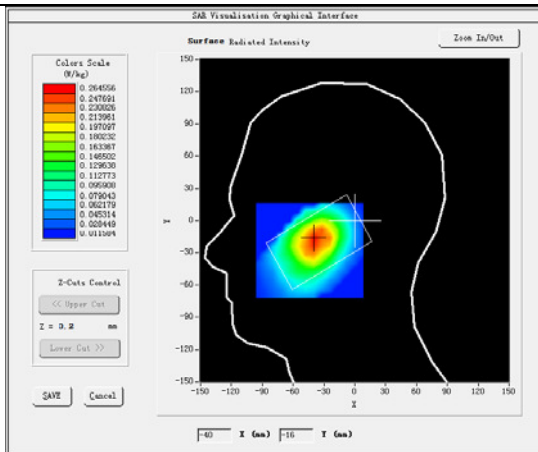 SAR Visualisation Graphical Interface
Surface Radiated Intensity
Zoom In/Out
Colors Scale
(W/kg)
0.264556
0.247691
0.230826
0.213961
0.197097
0.180232
0.163367
0.146502
0.129638
0.112773
0.095908
0.079043
0.062179
0.045314
0.028449
0.011584
150
120
90
60
30
0
-30
-60
-90
-120
-150
Y
-150 -120 -90 -60 -30 0 30 60 90 120 150
X
Z-Cuts Control
<< Upper Cut
Z = 3.2 mm
Lower Cut >>
SAVE Cancel
-40 X (mm) -16 Y (mm)